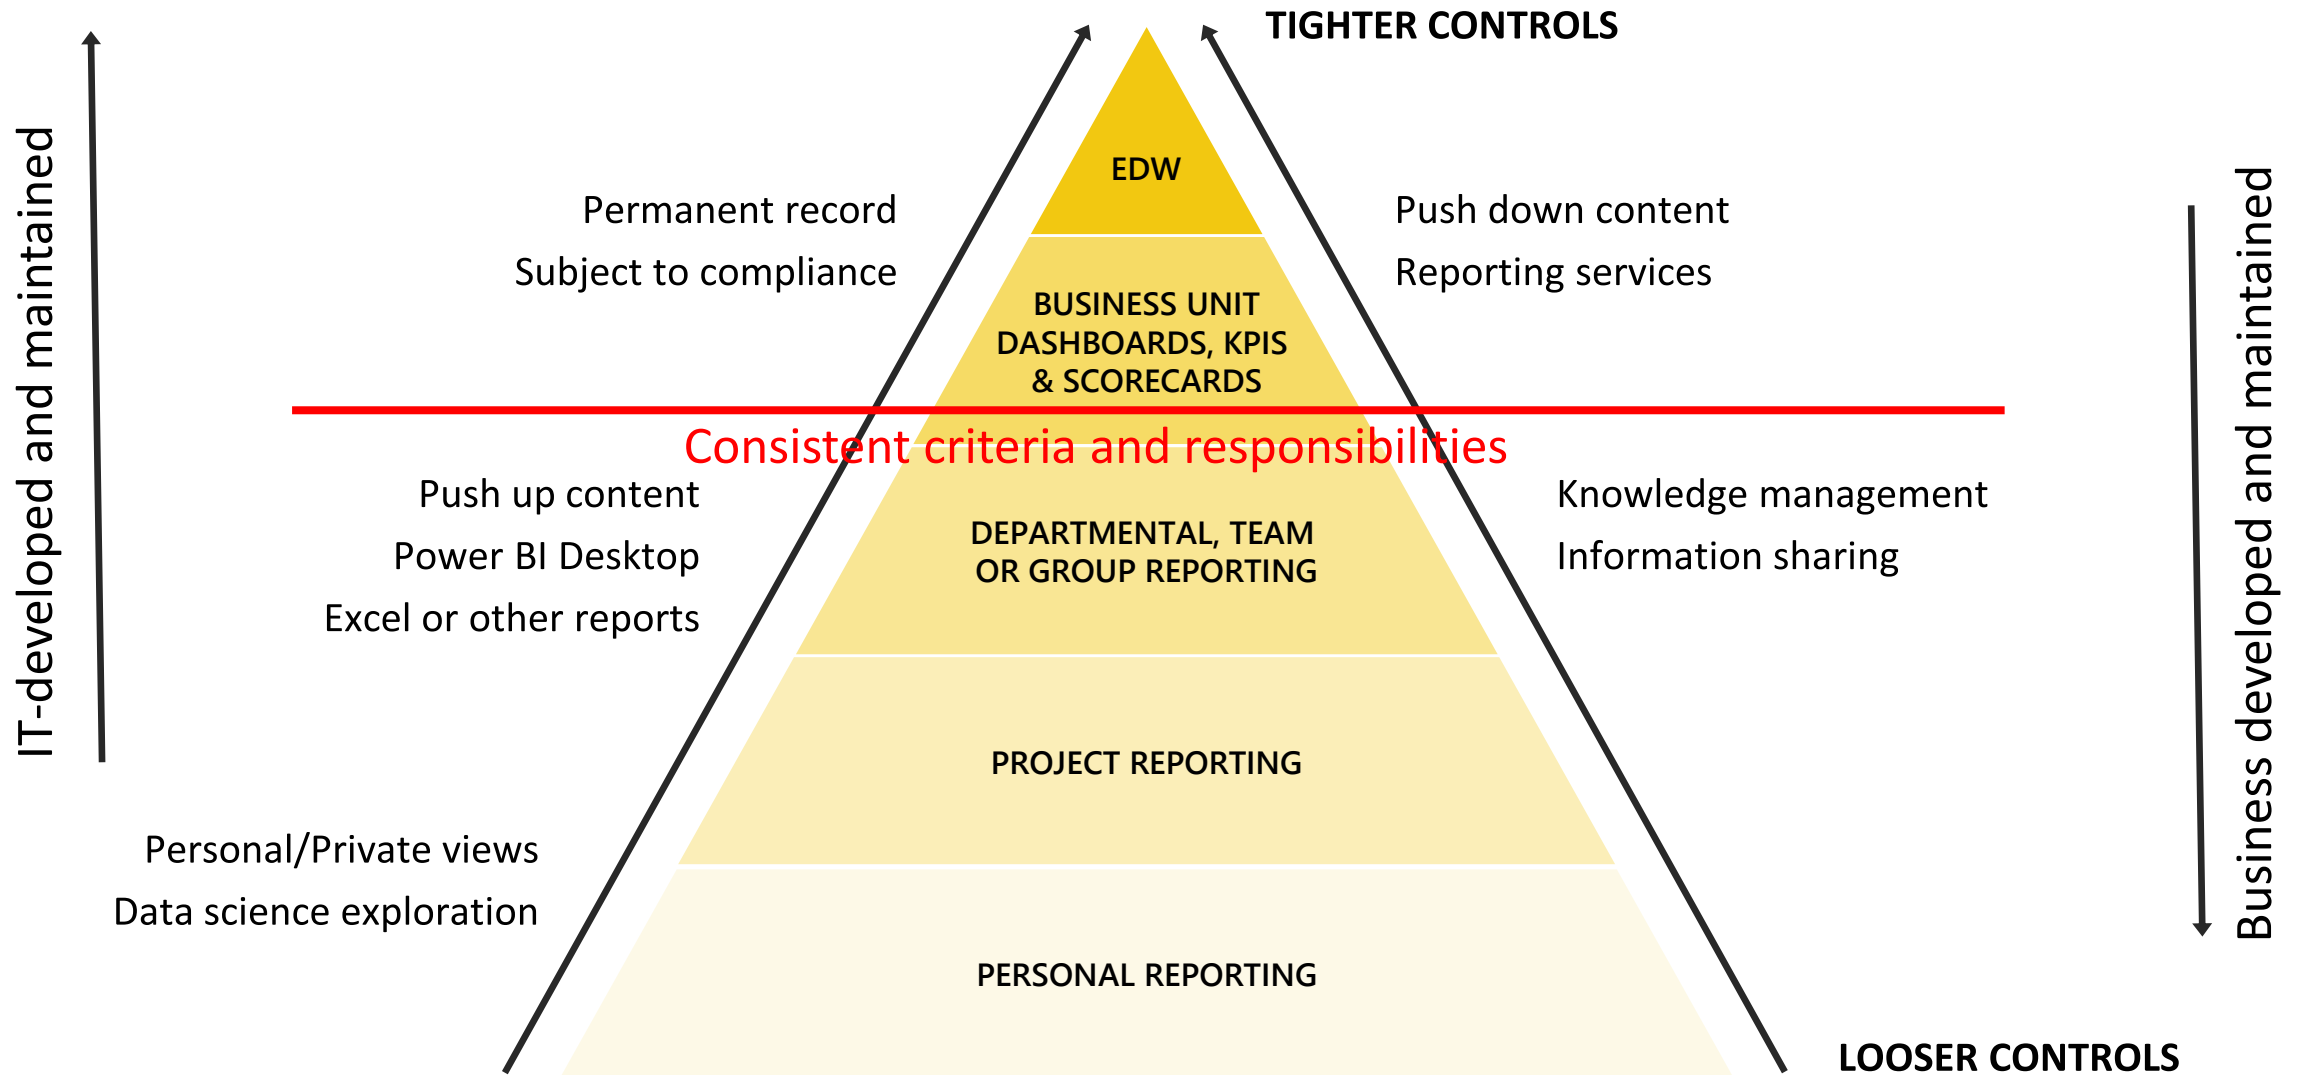 TIGHTER CONTROLS
IT-developed and maintained
EDW
Permanent record
Subject to compliance
Push down content
Reporting services
BUSINESS UNIT
DASHBOARDS, KPIS
& SCORECARDS
Consistent criteria and responsibilities
Push up content
Power BI Desktop
Excel or other reports
DEPARTMENTAL, TEAM
OR GROUP REPORTING
Knowledge management
Information sharing
Business developed and maintained
PROJECT REPORTING
Personal/Private views
Data science exploration
PERSONAL REPORTING
LOOSER CONTROLS